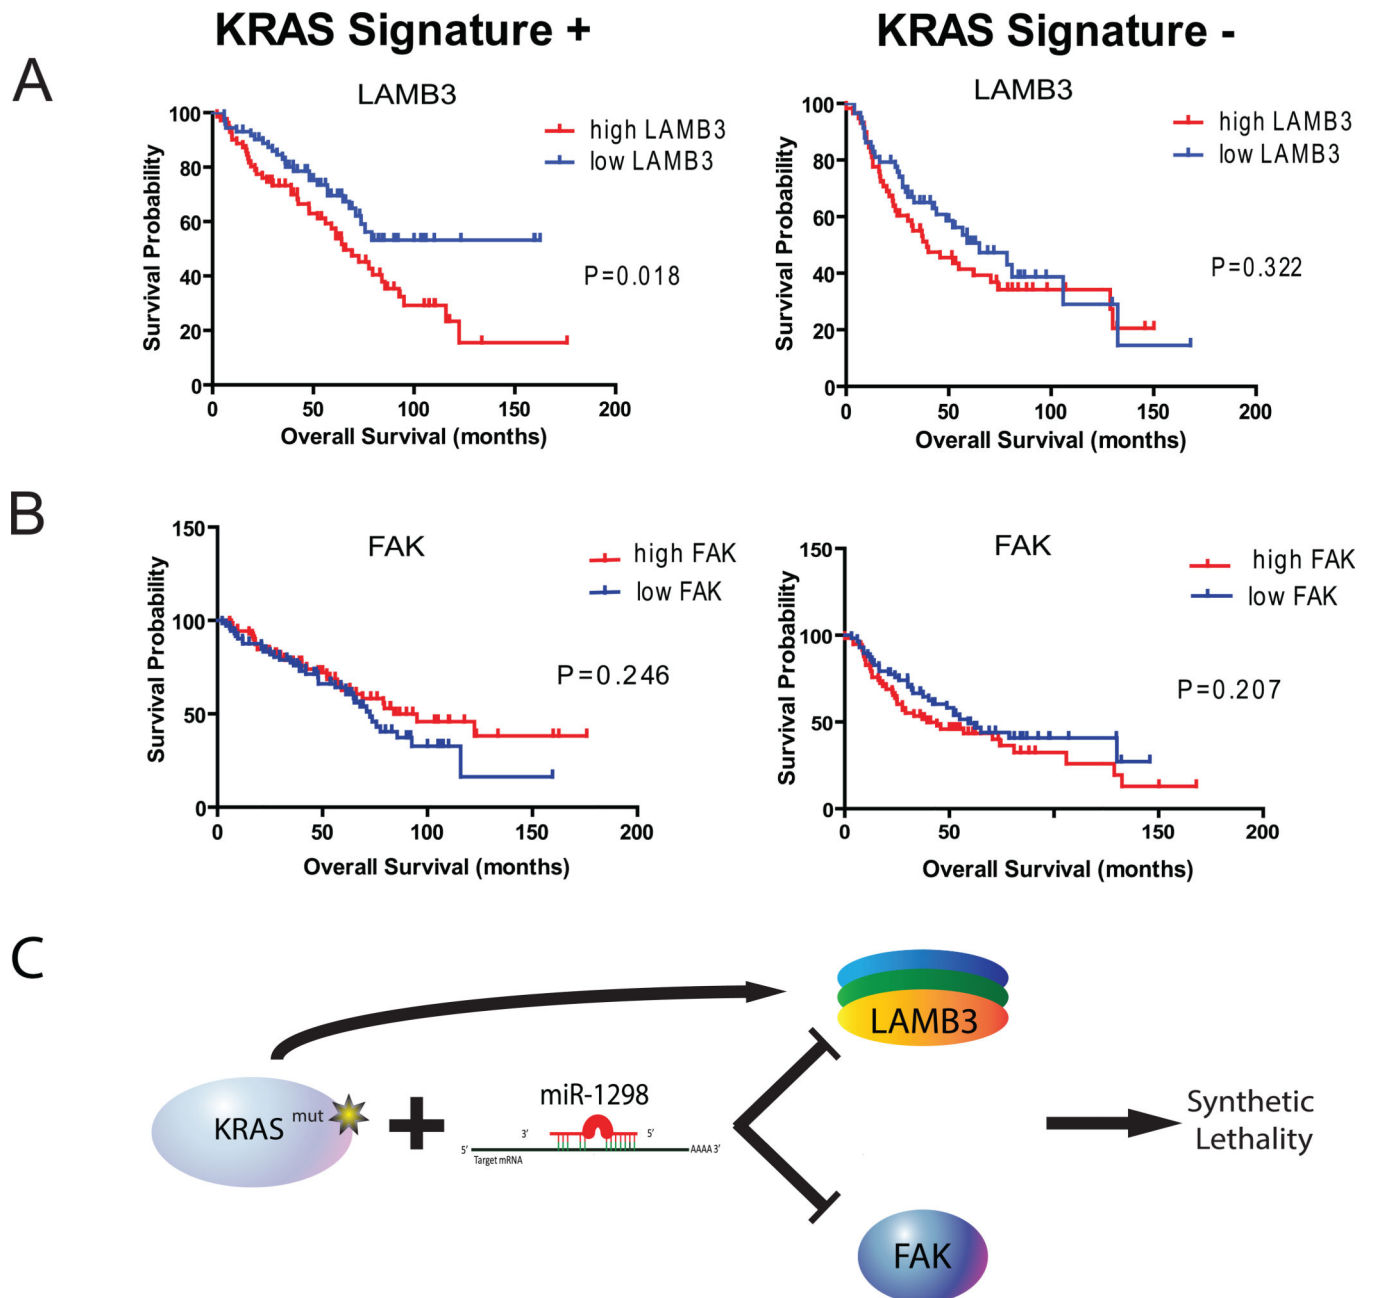 KRAS Signature +
KRAS Signature -
A
LAMB3
high LAMB3
low LAMB3
P=0.018
Survival Probability
100
80
60
40
20
0
0 50 100 150 200
Overall Survival (months)
LAMB3
high LAMB3
low LAMB3
P=0.322
Survival Probability
100
80
60
40
20
0
0 50 100 150 200
Overall Survival (months)
B
FAK
high FAK
low FAK
P=0.246
Survival Probability
150
100
50
0
0 50 100 150 200
Overall Survival (months)
FAK
high FAK
low FAK
P=0.207
Survival Probability
150
100
50
0
0 50 150 200
Overall Survival (months)
C
KRAS mut
+
miR-1298
3' 5'
5' AAAA 3'
Target mRNA
LAMB3
FAK
Synthetic
Lethality